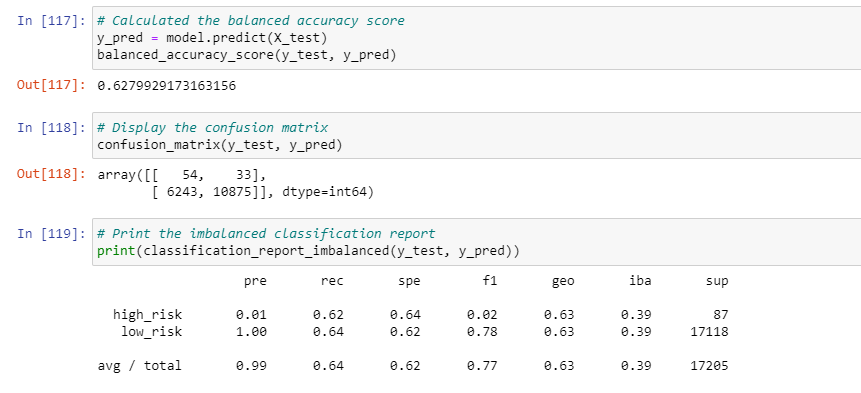 In [117]: # Calculated the balanced accuracy score
y_pred = model.predict(X_test)
balanced_accuracy_score(y_test, y_pred)
Out[117]: 0.6279929173163156
In [118]: # Display the confusion matrix
confusion_matrix(y_test, y_pred)
Out[118]: array([[   54,    33],
       [ 6243, 10875]], dtype=int64)
In [119]: # Print the imbalanced classification report
print(classification_report_imbalanced(y_test, y_pred))
pre rec spe f1 geo iba sup
high_risk 0.01 0.62 0.64 0.02 0.63 0.39 87
low_risk 1.00 0.64 0.62 0.78 0.63 0.39 17118
avg / total 0.99 0.64 0.62 0.77 0.63 0.39 17205